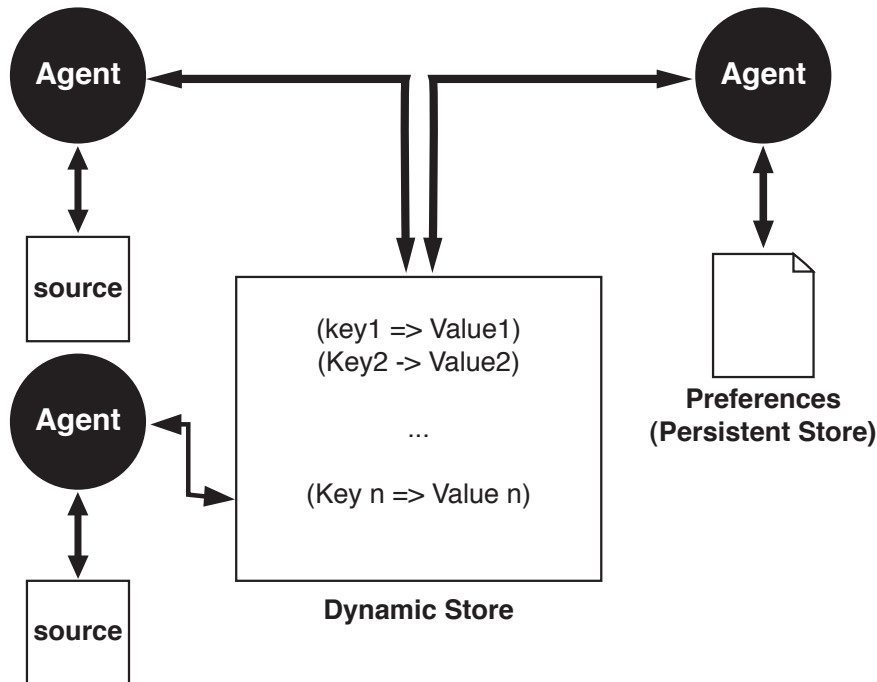 Agent
Agent
source
(key1 => Value1)
(Key2 -> Value2)
...
(Key n => Value n)
Preferences
(Persistent Store)
Agent
source
Dynamic Store